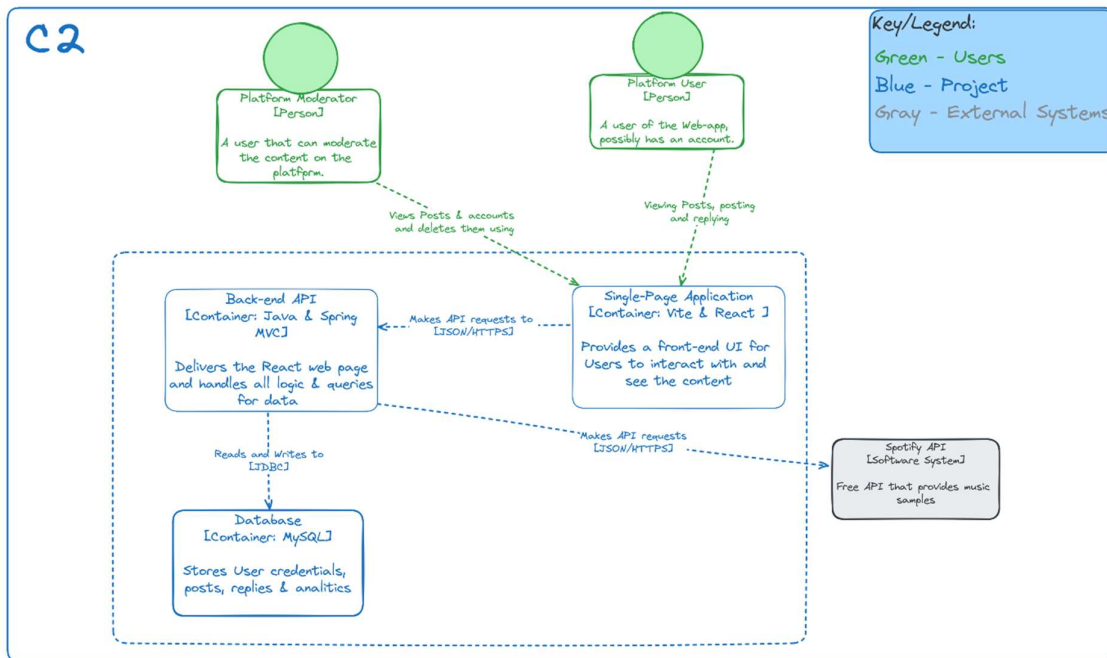 C2
Key/Legend:
Green - Users
Blue - Project
Gray - External Systems
Platform Moderator
[Person]
A user that can moderate
the content on the
platform.
Platform User
[Person]
A user of the Web-app,
possibly has an account.
Views Posts & accounts
and deletes them using
Viewing Posts, posting
and replying
Back-end API
[Container: Java & Spring
MVC]
Delivers the React web page
and handles all logic & queries
for data
Makes API requests to
[JSON/HTTPS]
Single-Page Application
[Container: Vite & React ]
Provides a front-end UI for
Users to interact with and
see the content
Makes API requests
[JSON/HTTPS]
Spotify API
[Software System]
Free API that provides music
samples
Reads and Writes to
[JDBC]
Database
[Container: MySQL]
Stores User credentials,
posts, replies & analitics